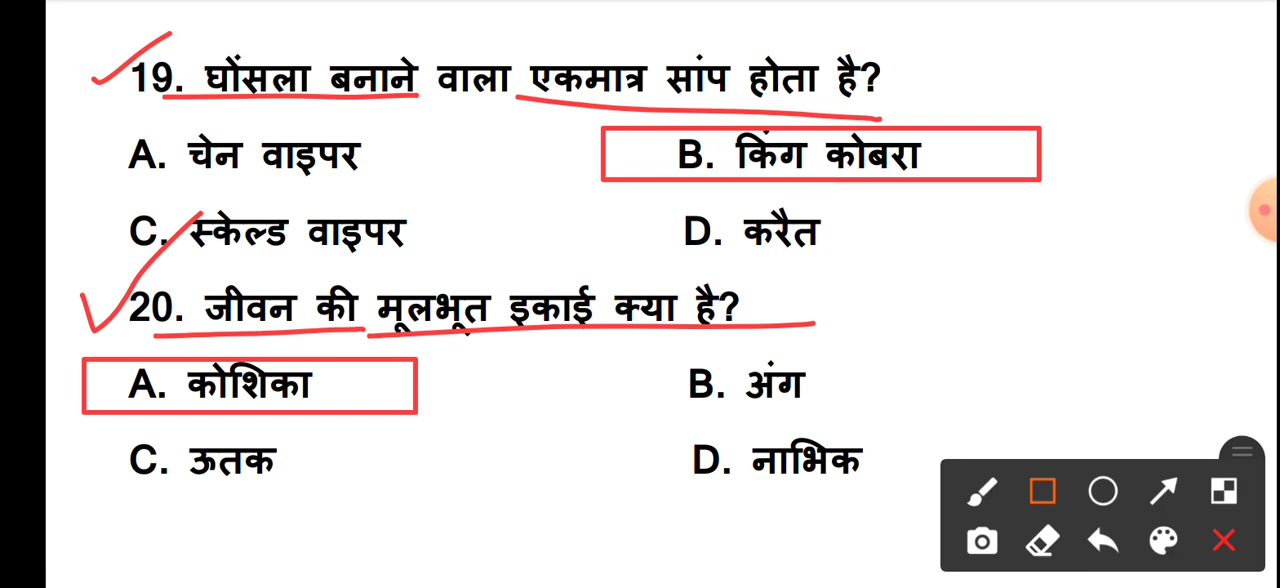 19. घोंसला बनाने वाला एकमात्र सांप होता है?
A. चेन वाइपर B. किंग कोबरा
C. स्केल्ड वाइपर D. करैत
20. जीवन की मूलभूत इकाई क्या है?
A. कोशिका B. अंग
C. ऊतक D. नाभिक